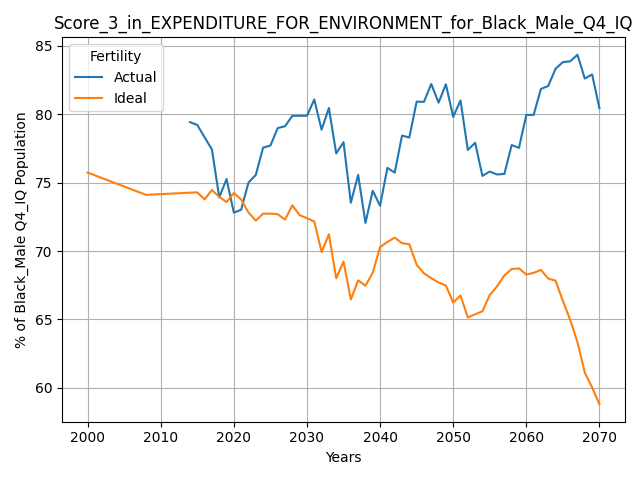 Score_3_in_EXPENDITURE_FOR_ENVIRONMENT_for_Black_Male_Q4_IQ
Fertility
Actual
Ideal
85
80
75
70
65
60
% of Black_Male Q4_IQ Population
2000 2010 2020 2030 2040 2050 2060 2070
Years